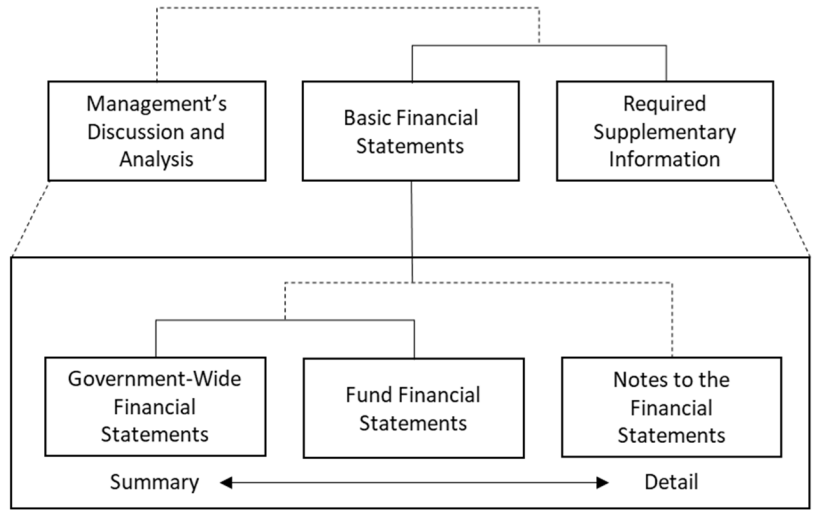 Management’s
Discussion and
Analysis
Basic Financial
Statements
Required
Supplementary
Information
Government-Wide
Financial
Statements
Fund Financial
Statements
Notes to the
Financial
Statements
Summary
Detail